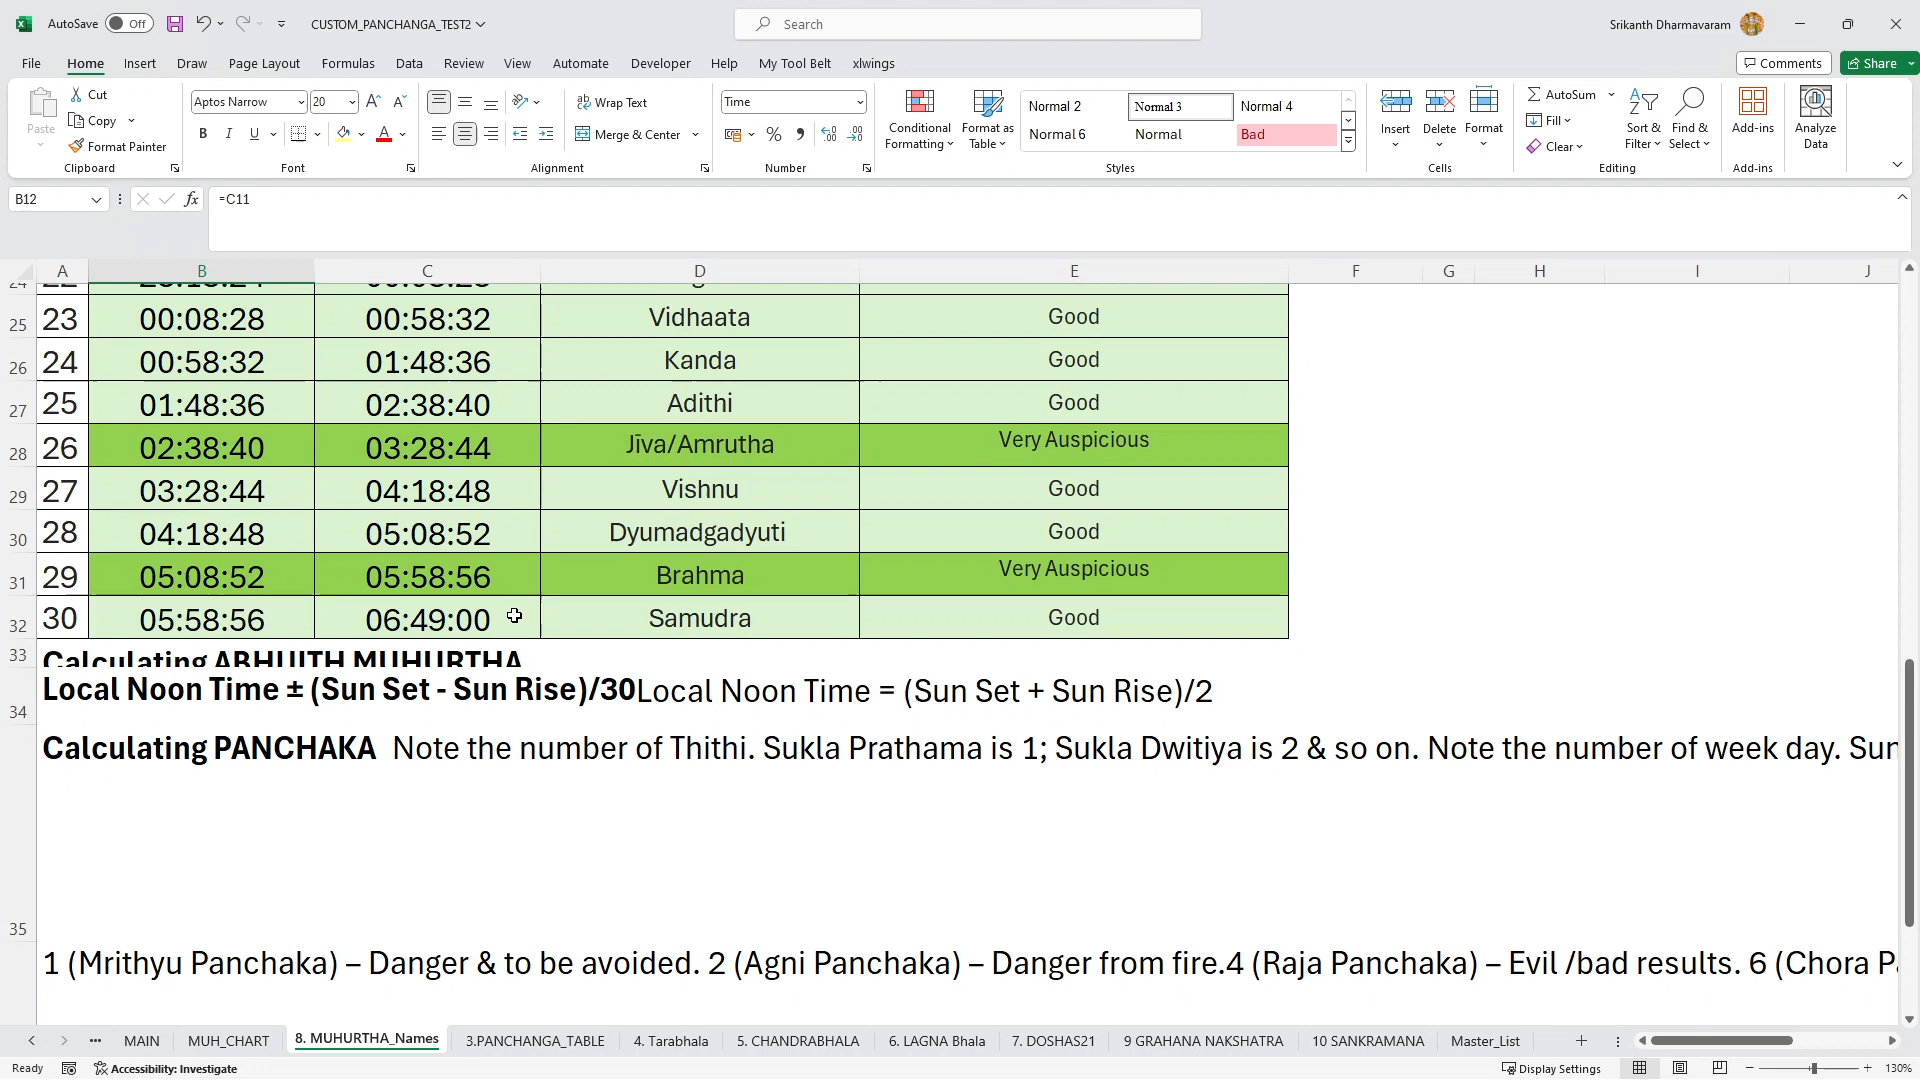 AutoSave Off CUSTOM_PANCHANGA_TEST2 Search Srikanth Dharmavaram
File Home Insert Draw Page Layout Formulas Data Review View Automate Developer Help My Tool Belt xlwings Comments Share
Paste Cut Copy Format Painter Clipboard
Aptos Narrow 20 B I U Font
Wrap Text Merge & Center Alignment
Time Number
Conditional Formatting Format as Table
Normal 2 Normal 3 Normal 4
Normal 6 Normal Bad
Styles
Insert Delete Format Cells
AutoSum Fill Clear Sort & Filter Find & Select Editing
Add-ins Add-ins
Analyze Data
B12 fx =C11
A B C D E F G H I J
25 23 00:08:28 00:58:32 Vidhaata Good
26 24 00:58:32 01:48:36 Kanda Good
27 25 01:48:36 02:38:40 Adithi Good
28 26 02:38:40 03:28:44 Jīva/Amrutha Very Auspicious
29 27 03:28:44 04:18:48 Vishnu Good
30 28 04:18:48 05:08:52 Dyumadgadyuti Good
31 29 05:08:52 05:58:56 Brahma Very Auspicious
32 30 05:58:56 06:49:00 Samudra Good
33 Calculating ABHIJITH MUHURTHA
34 Local Noon Time ± (Sun Set - Sun Rise)/30Local Noon Time = (Sun Set + Sun Rise)/2
Calculating PANCHAKA Note the number of Thithi. Sukla Prathama is 1; Sukla Dwitiya is 2 & so on. Note the number of week day. Sun
35
1 (Mrithyu Panchaka) – Danger & to be avoided. 2 (Agni Panchaka) – Danger from fire.4 (Raja Panchaka) – Evil /bad results. 6 (Chora Pa
MAIN MUH_CHART 8. MUHURTHA_Names 3.PANCHANGA_TABLE 4. Tarabhala 5. CHANDRABHALA 6. LAGNA Bhala 7. DOSHAS21 9 GRAHANA NAKSHATRA 10 SANKRAMANA Master_List
Ready Accessibility: Investigate Display Settings 130%